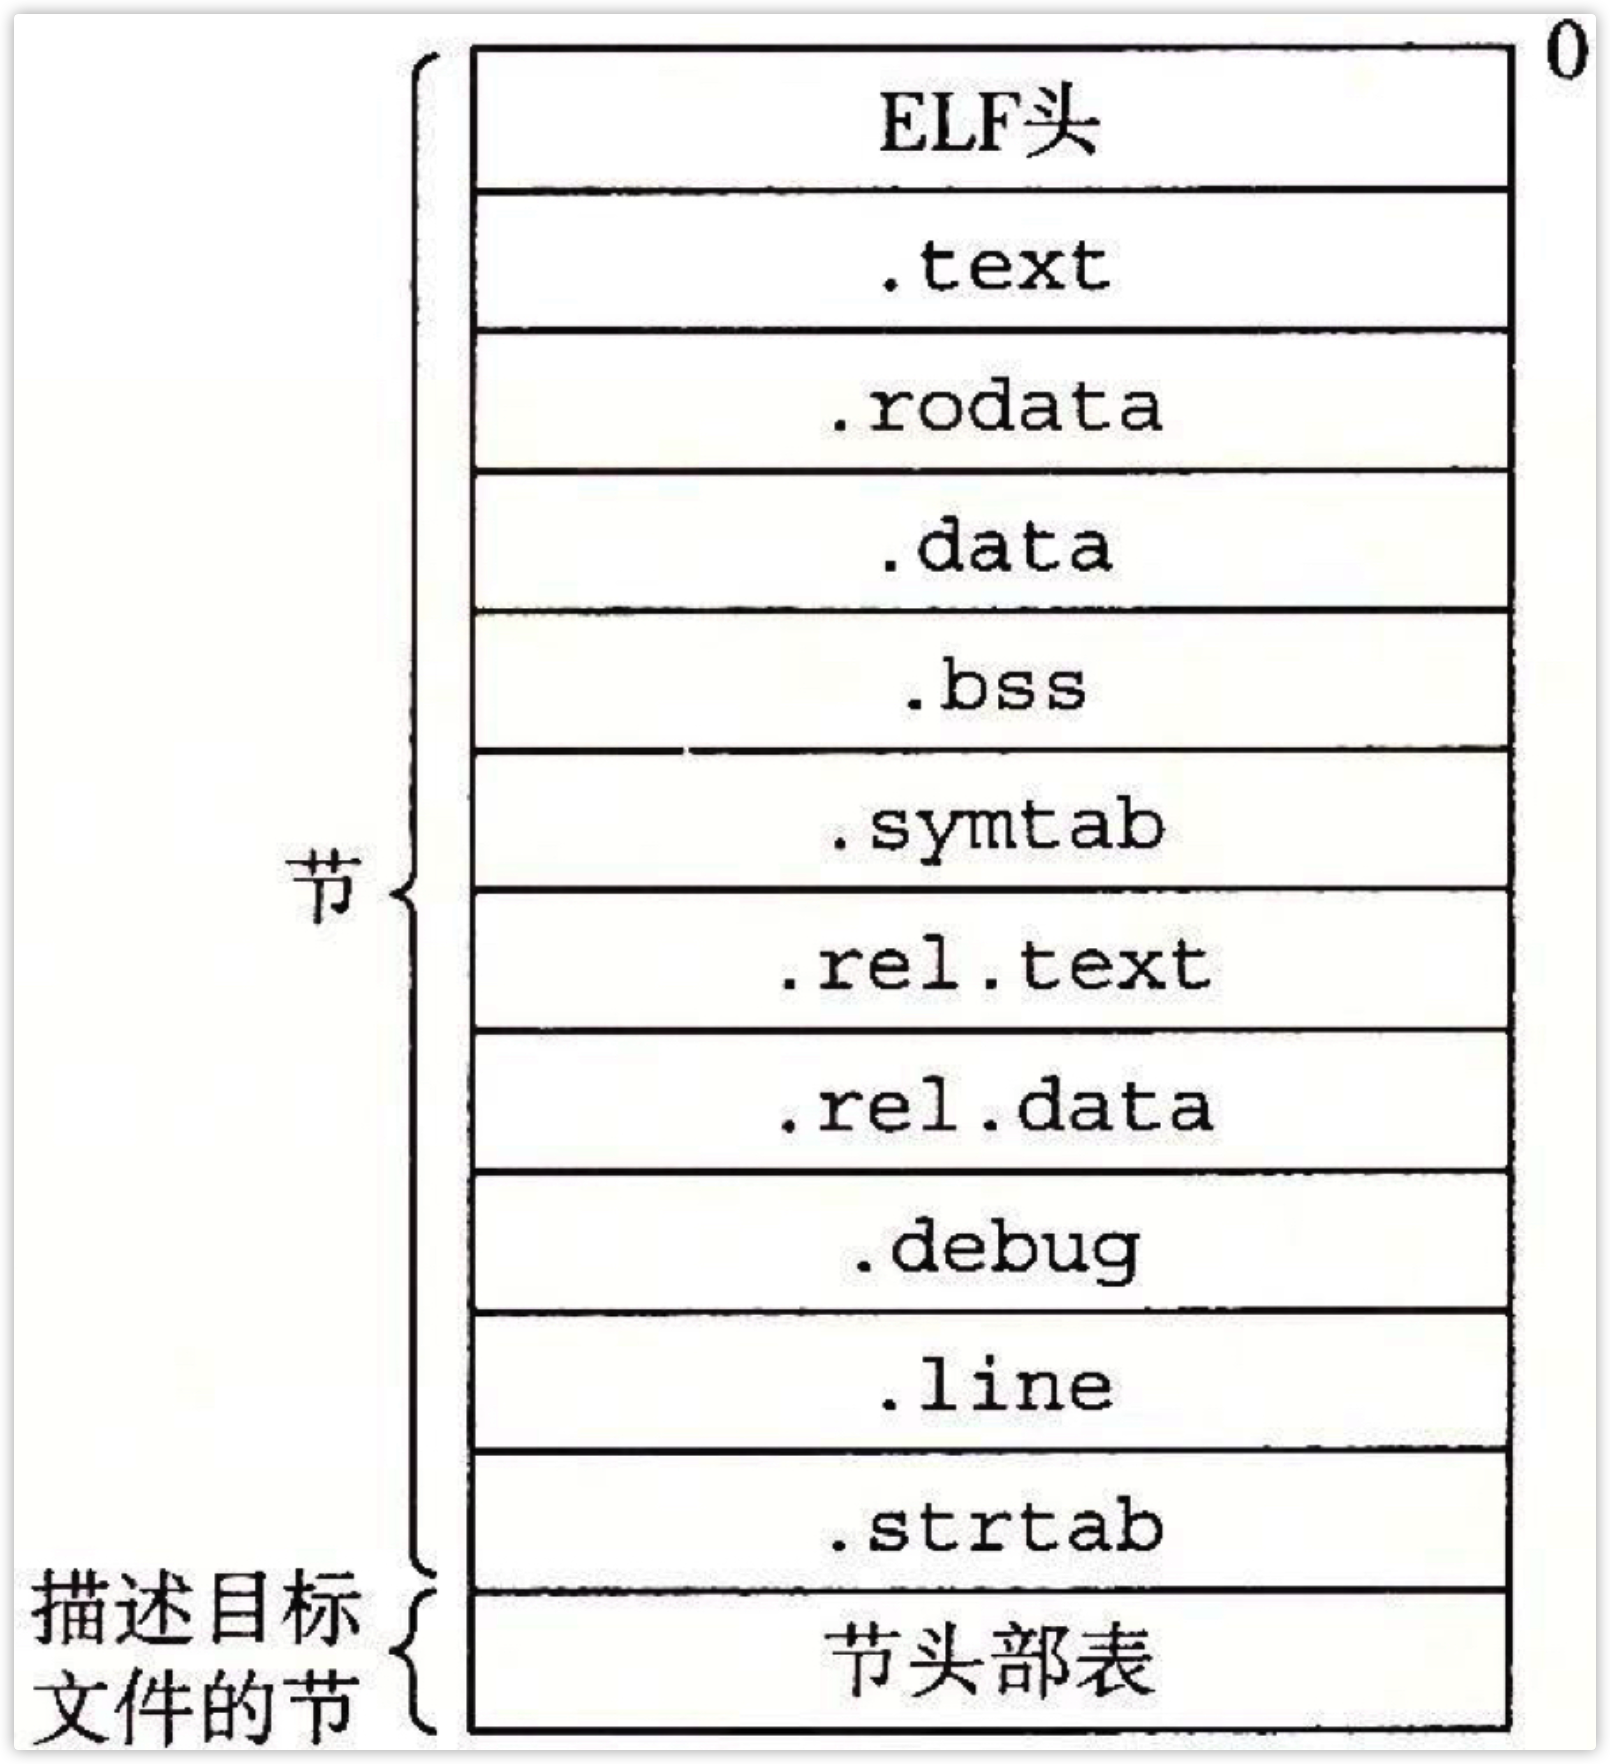 0
ELF头
.text
.rodata
.data
.bss
.symtab
节
.rel.text
.rel.data
.debug
.line
.strtab
描述目标
文件的节
节头部表